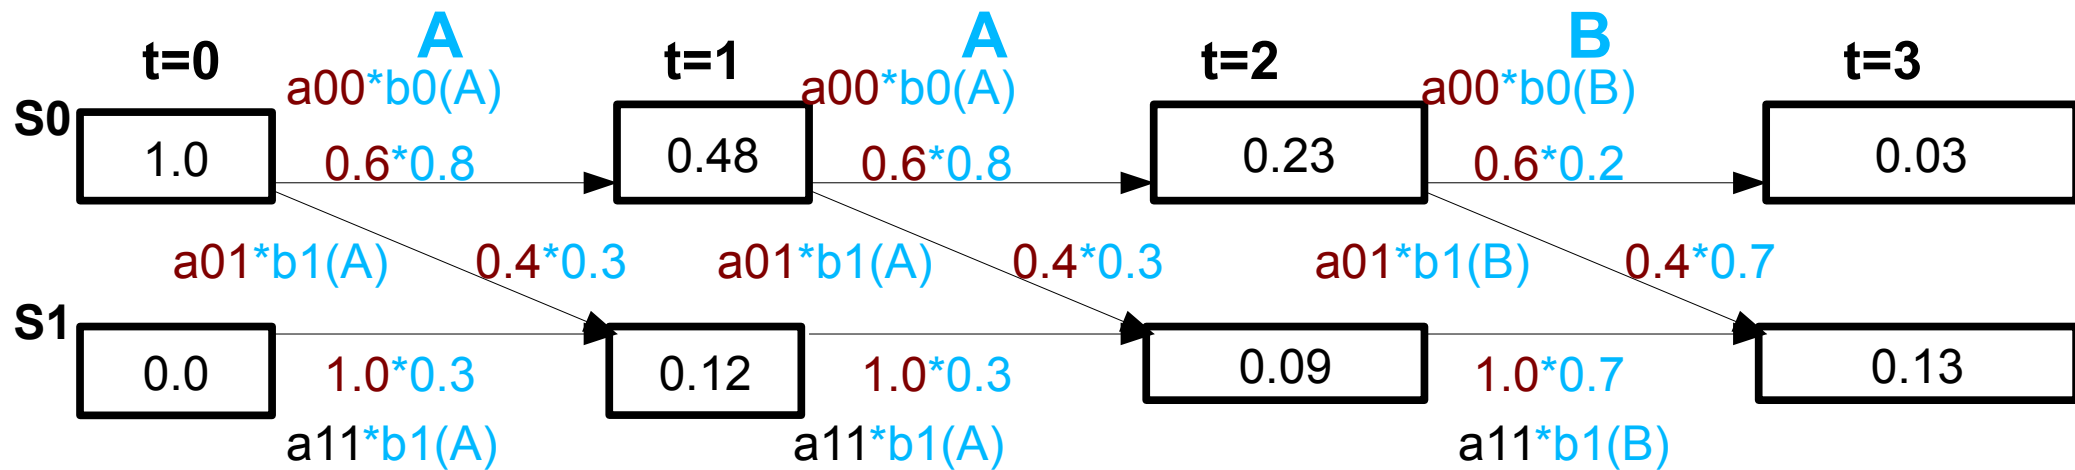 A A B
t=0 t=1 t=2 t=3
a00*b0(A) a00*b0(A) a00*b0(B)
S0
1.0 0.6*0.8 0.48 0.6*0.8 0.23 0.6*0.2 0.03
a01*b1(A) 0.4*0.3 a01*b1(A) 0.4*0.3 a01*b1(B) 0.4*0.7
S1
0.0 1.0*0.3 0.12 1.0*0.3 0.09 1.0*0.7 0.13
a11*b1(A) a11*b1(A) a11*b1(B)